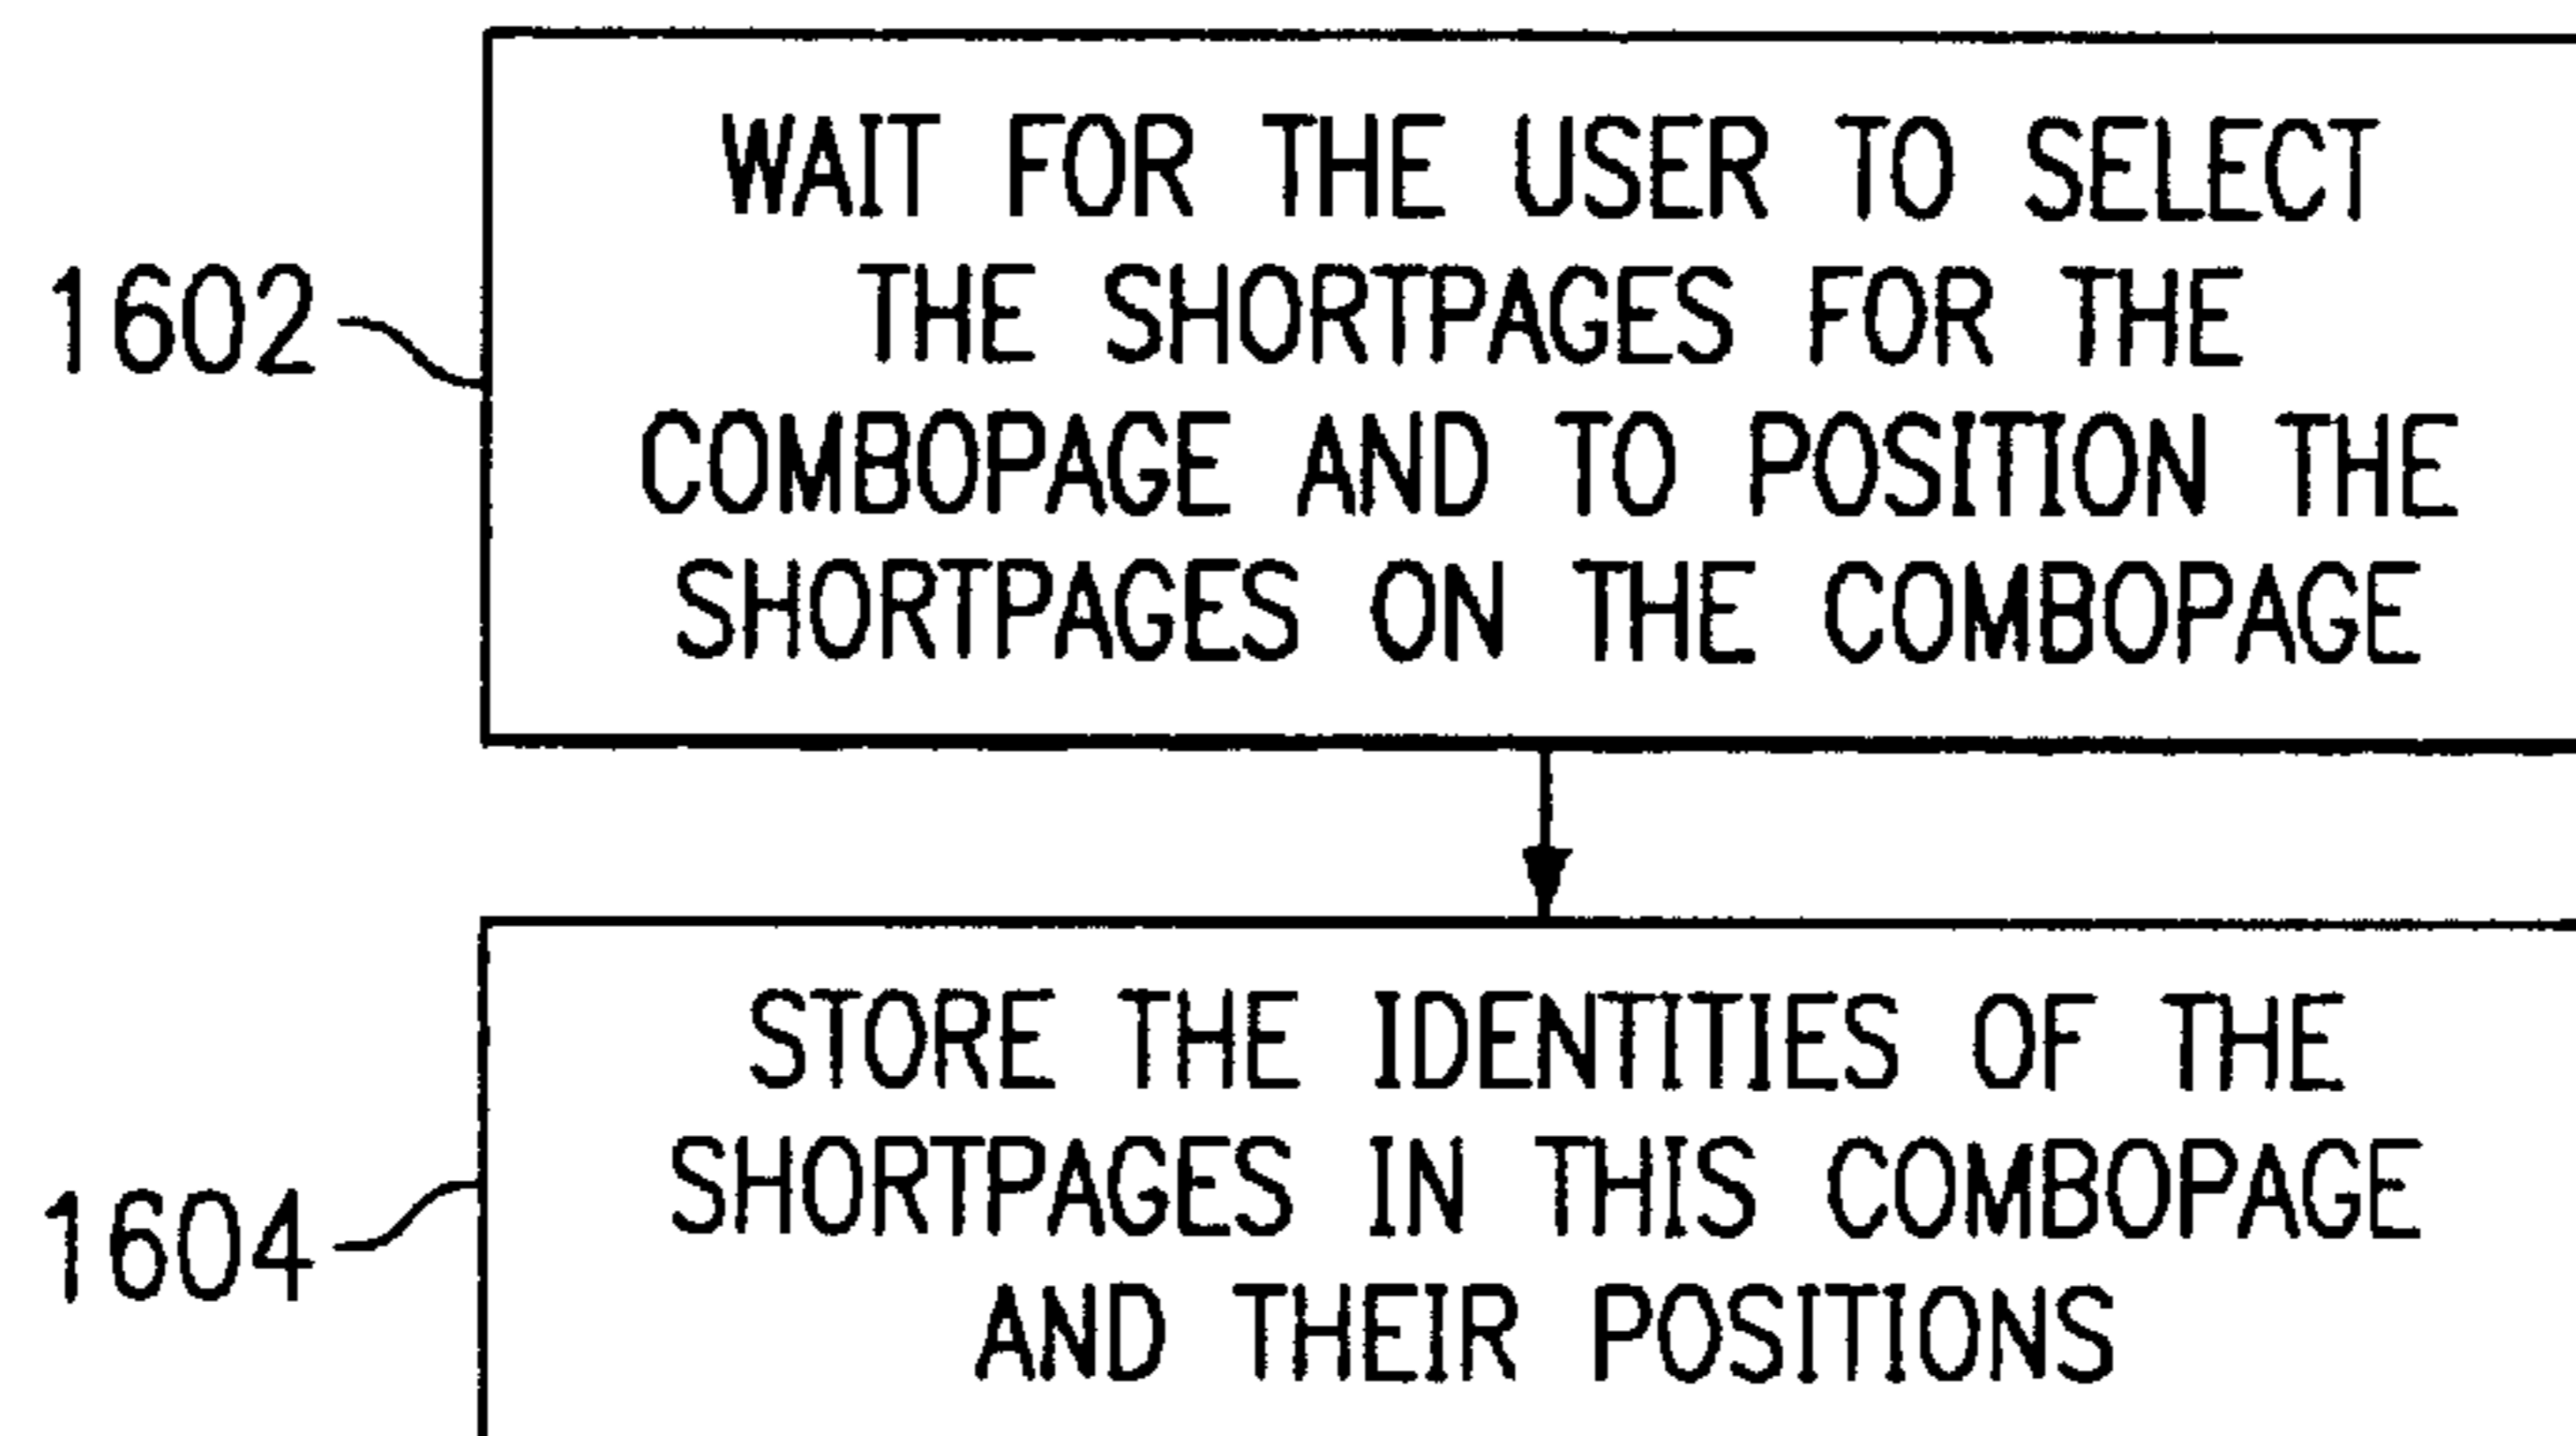 1602
WAIT FOR THE USER TO SELECT
THE SHORTPAGES FOR THE
COMBOPAGE AND TO POSITION THE
SHORTPAGES ON THE COMBOPAGE
1604
STORE THE IDENTITIES OF THE
SHORTPAGES IN THIS COMBOPAGE
AND THEIR POSITIONS